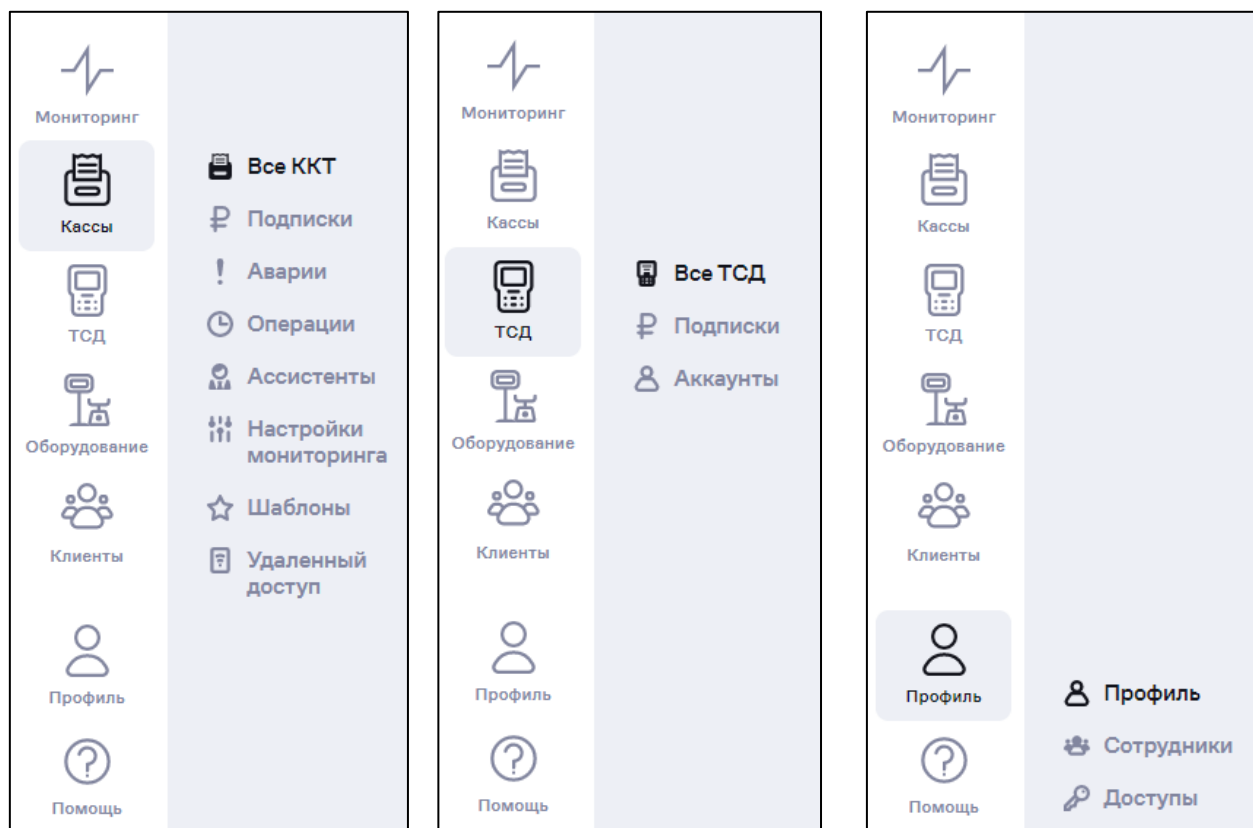 Мониторинг
Кассы
ТСД
Оборудование
Клиенты
Профиль
Помощь
Все ККТ
Подписки
Аварии
Операции
Ассистенты
Настройки
мониторинга
Шаблоны
Удаленный
доступ
Мониторинг
Кассы
ТСД
Оборудование
Клиенты
Профиль
Помощь
Все ТСД
Подписки
Аккаунты
Мониторинг
Кассы
ТСД
Оборудование
Клиенты
Профиль
Помощь
Профиль
Сотрудники
Доступы